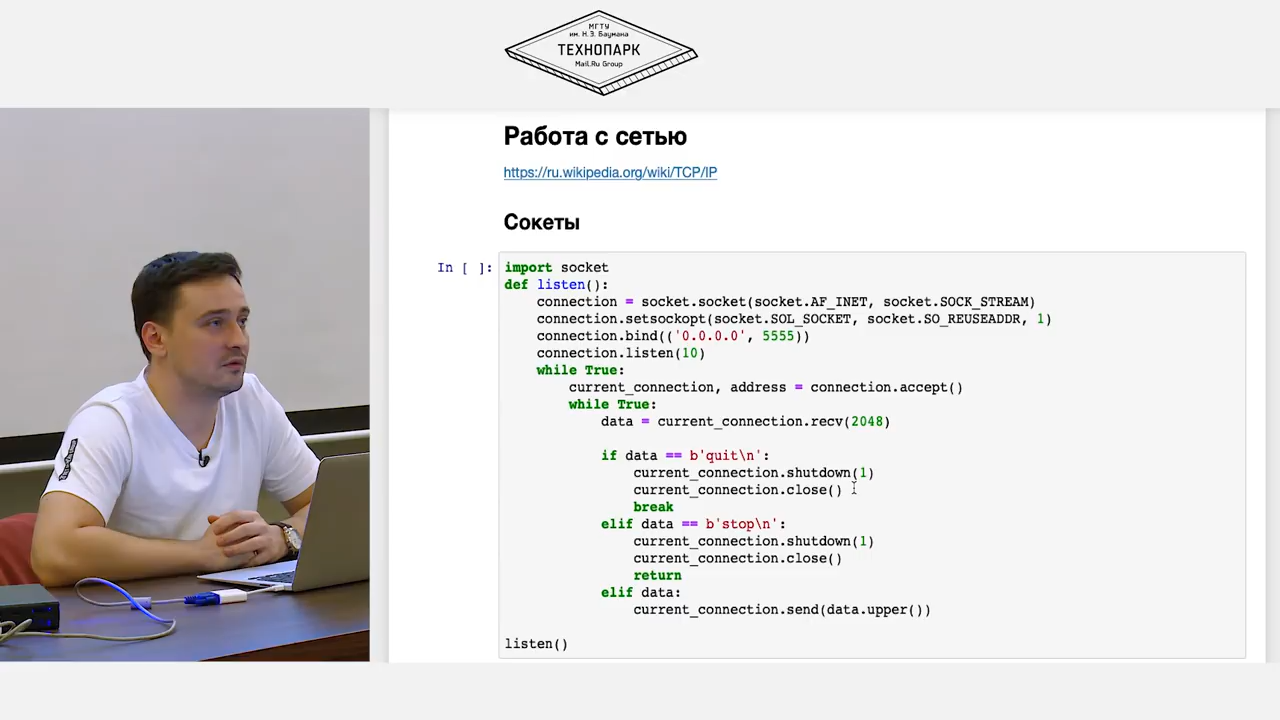 МГТУ
им. Н.Э. Баумана
ТЕХНОПАРК
Mail.Ru Group
Работа с сетью
https://ru.wikipedia.org/wiki/TCP/IP
Сокеты
In [ ]:
import socket
def listen():
    connection = socket.socket(socket.AF_INET, socket.SOCK_STREAM)
    connection.setsockopt(socket.SOL_SOCKET, socket.SO_REUSEADDR, 1)
    connection.bind(('0.0.0.0', 5555))
    connection.listen(10)
    while True:
        current_connection, address = connection.accept()
        while True:
            data = current_connection.recv(2048)

            if data == b'quit\n':
                current_connection.shutdown(1)
                current_connection.close()
                break
            elif data == b'stop\n':
                current_connection.shutdown(1)
                current_connection.close()
                return
            elif data:
                current_connection.send(data.upper())

listen()